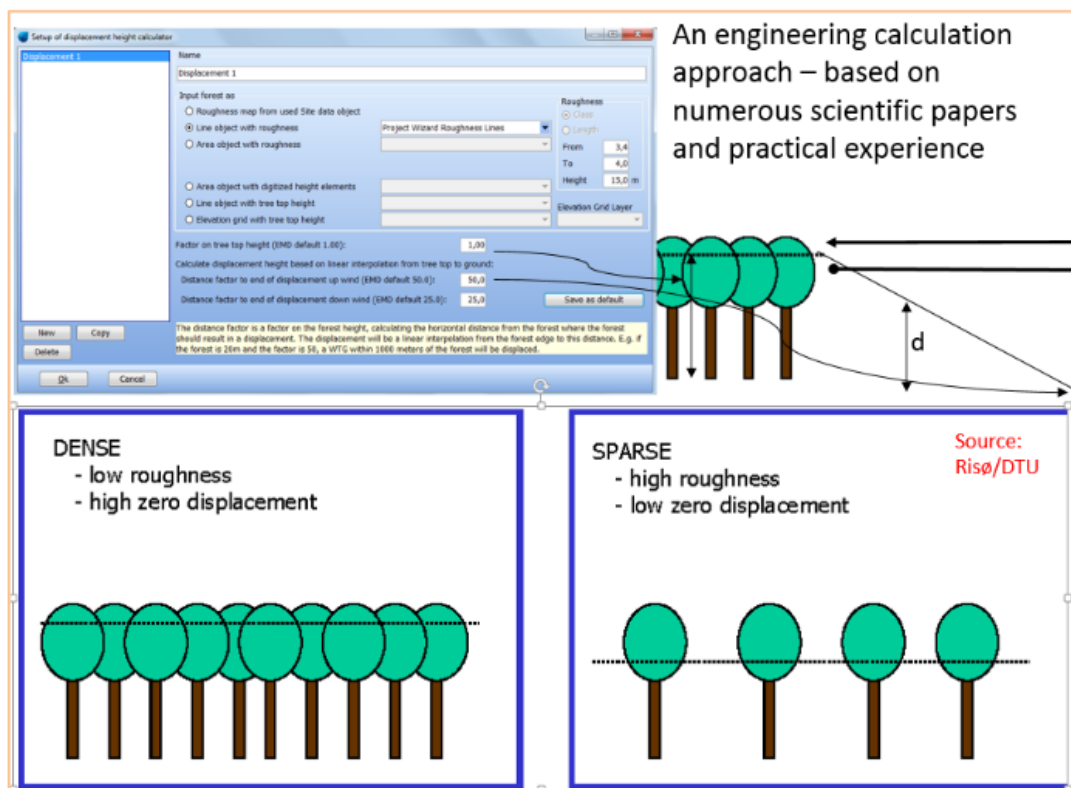 Setup of displacement height calculator
Displacement 1
Name
Displacement 1
Input forest as
Roughness map from used Site data object
Line object with roughness
Project Wizard Roughness Lines
Area object with roughness
Area object with digitized height elements
Line object with tree top height
Elevation grid with tree top height
Roughness
Class
Length
From 3,4
To 4,0
Height 15,0 m
Elevation Grid Layer
Factor on tree top height (EMD default 1.00): 1,00
Calculate displacement height based on linear interpolation from tree top to ground:
Distance factor to end of displacement up wind (EMD default 50.0): 50,0
Distance factor to end of displacement down wind (EMD default 25.0): 25,0
Save as default
The distance factor is a factor on the forest height, calculating the horizontal distance from the forest where the forest
should result in a displacement. The displacement will be a linear interpolation from the forest edge to this distance. E.g. if
the forest is 20m and the factor is 50, a WTG within 1000 meters of the forest will be displaced.
New Copy
Delete
Ok Cancel
An engineering calculation
approach – based on
numerous scientific papers
and practical experience
d
DENSE
- low roughness
- high zero displacement
SPARSE
- high roughness
- low zero displacement
Source:
Risø/DTU